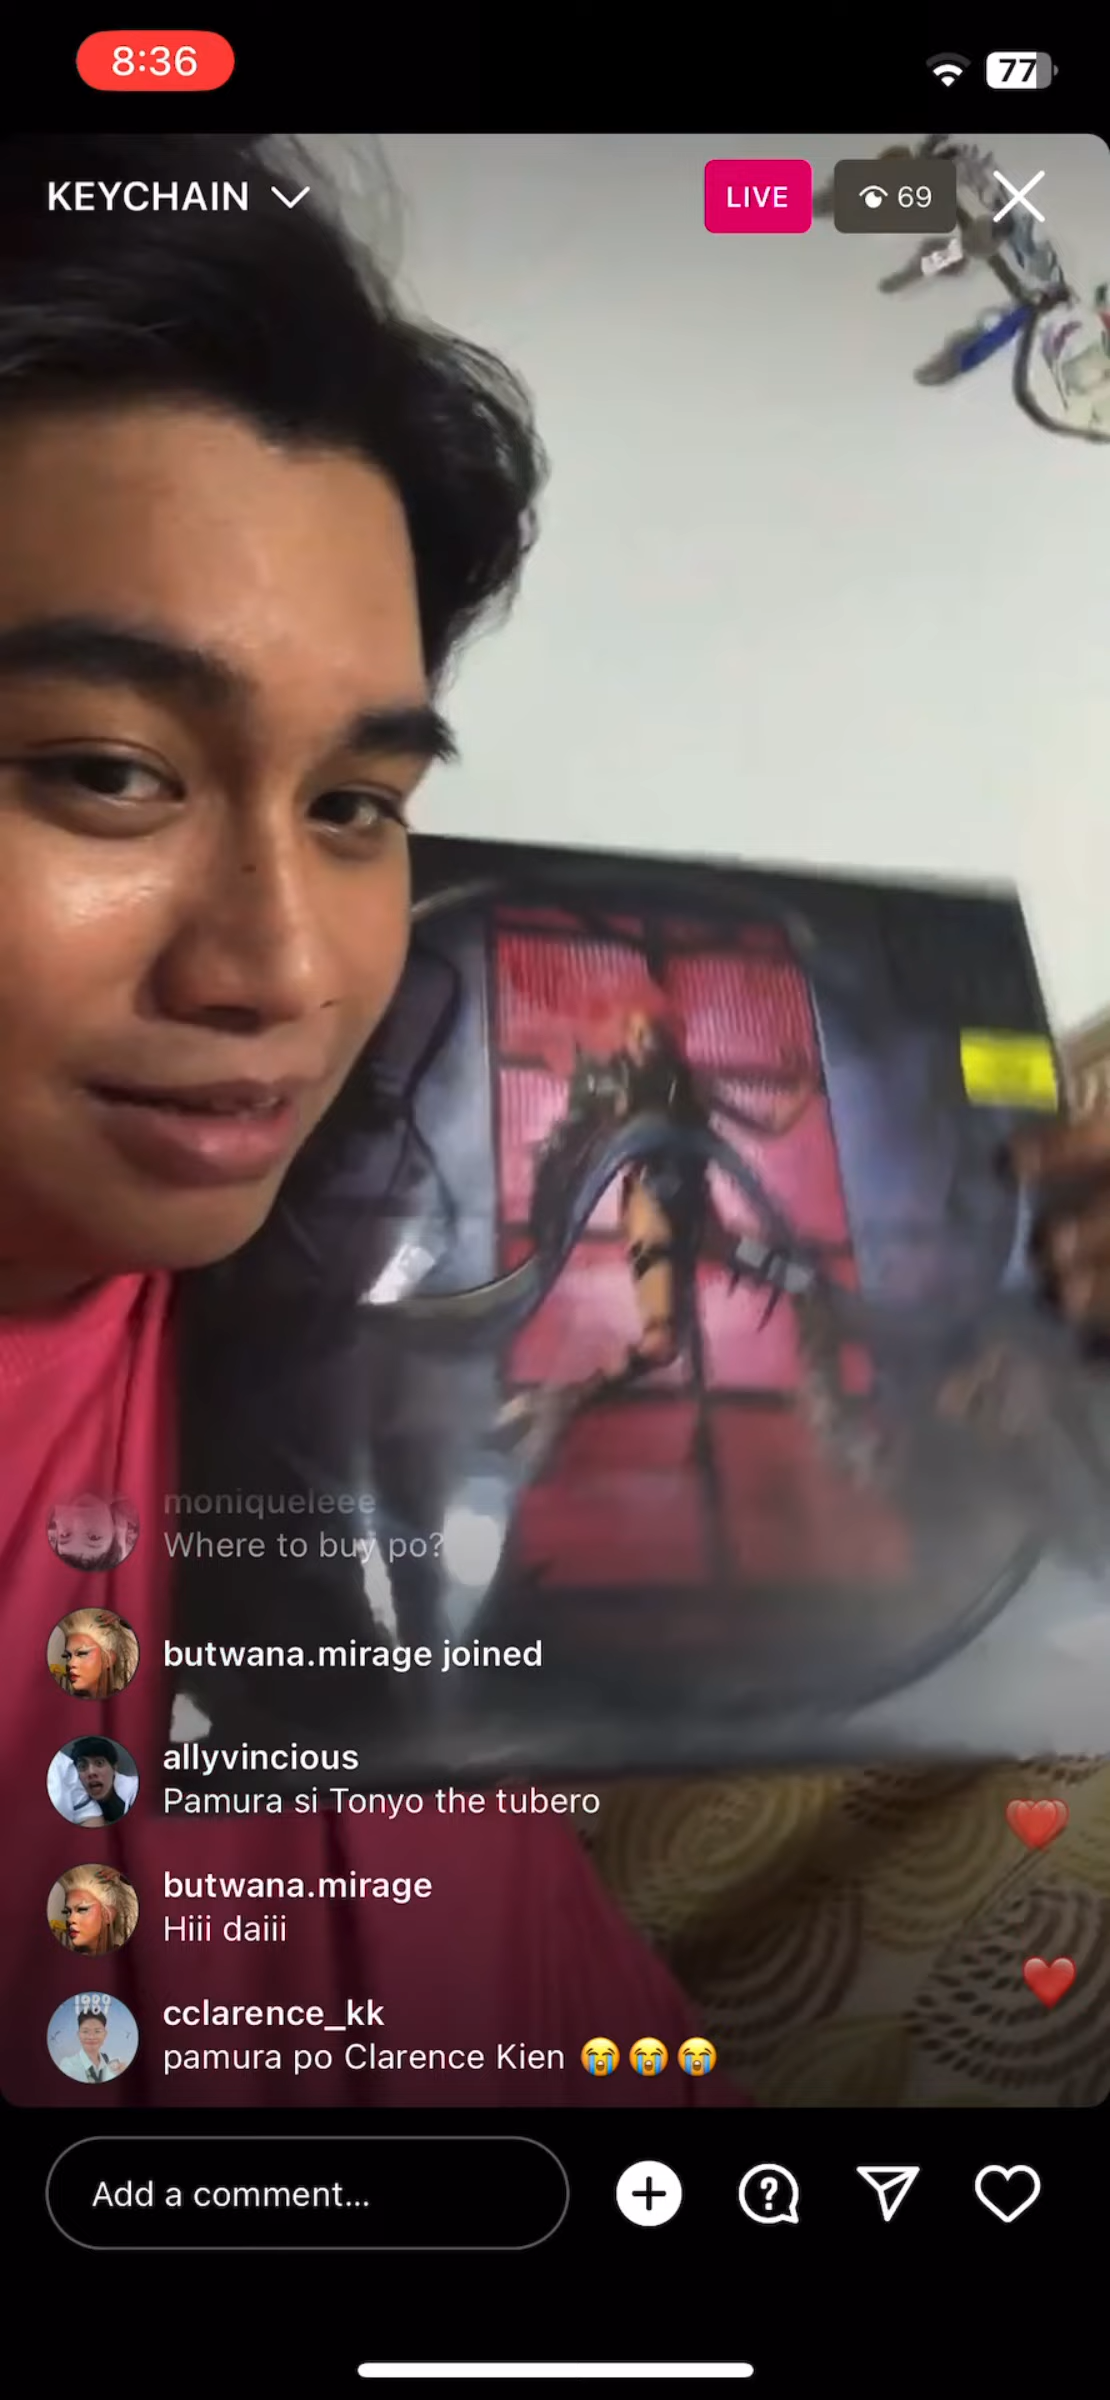 8:36
77
KEYCHAIN
LIVE
69
moniqueleee
Where to buy po?
butwana.mirage joined
allyvincious
Pamura si Tonyo the tubero
butwana.mirage
Hiii daiii
cclarence_kk
pamura po Clarence Kien 😭😭😭
Add a comment...